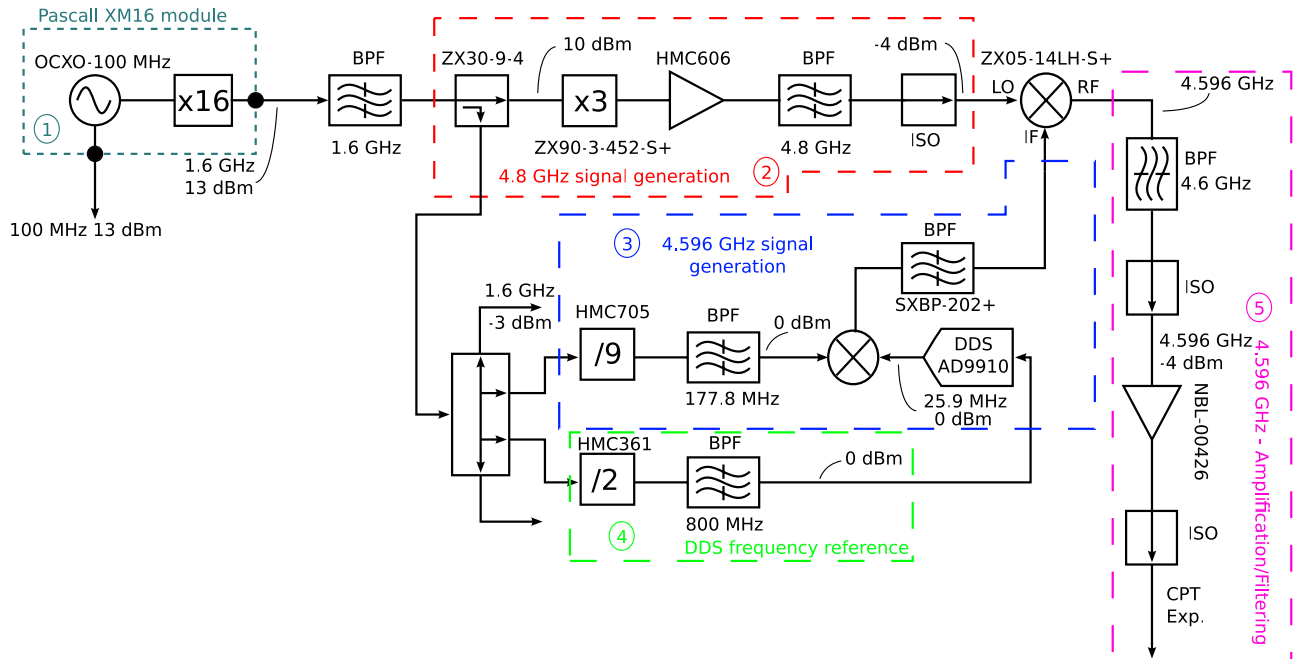 Pascall XM16 module
OCXO-100 MHz
x16
1
1.6 GHz
13 dBm
100 MHz 13 dBm
BPF
1.6 GHz
ZX30-9-4
10 dBm
x3
ZX90-3-452-S+
HMC606
BPF
4.8 GHz
-4 dBm
ISO
4.8 GHz signal generation
2
ZX05-14LH-S+
LO
RF
IF
4.596 GHz
BPF
4.6 GHz
ISO
4.596 GHz
-4 dBm
NBL-00426
ISO
CPT
Exp.
5
4.596 GHz - Amplification/Filtering
3
4.596 GHz signal
generation
BPF
SXBP-202+
1.6 GHz
-3 dBm
HMC705
/9
BPF
177.8 MHz
0 dBm
DDS
AD9910
25.9 MHz
0 dBm
HMC361
/2
BPF
800 MHz
0 dBm
4
DDS frequency reference